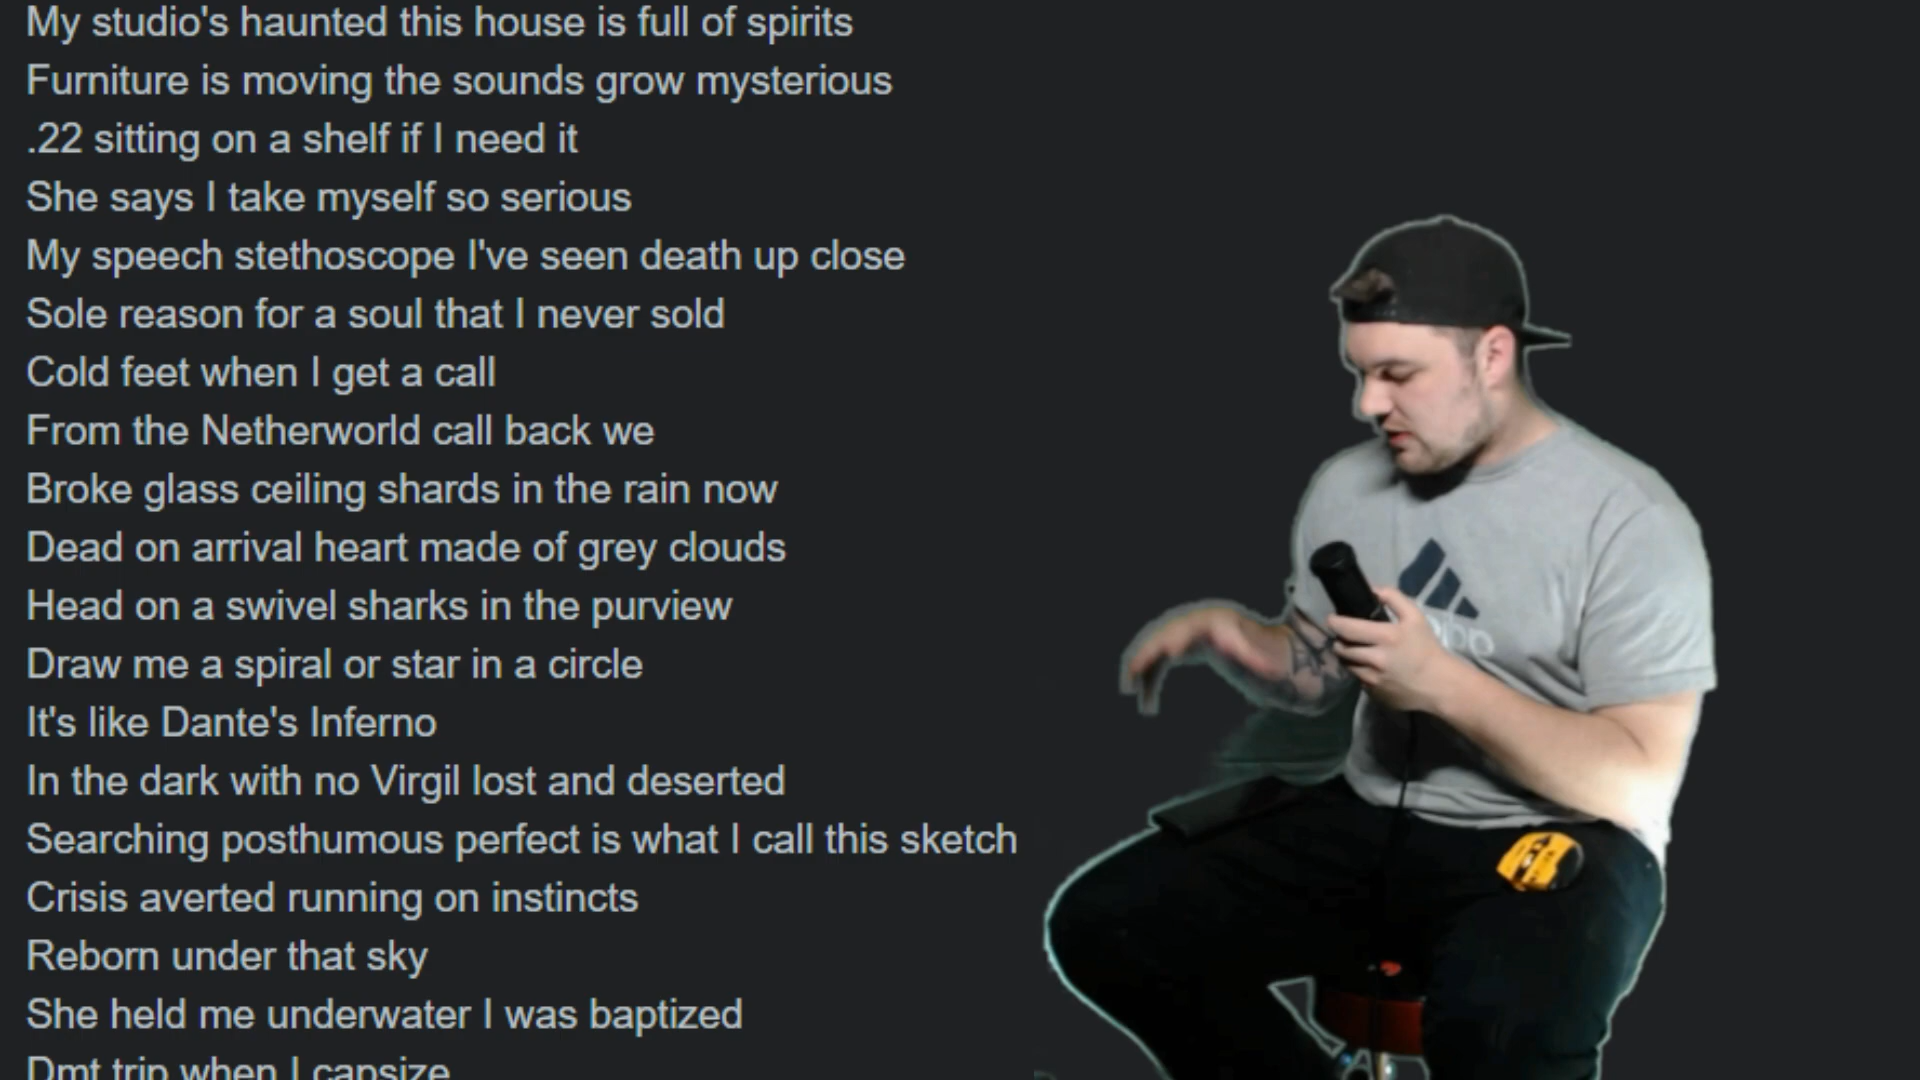 My studio's haunted this house is full of spirits
Furniture is moving the sounds grow mysterious
.22 sitting on a shelf if I need it
She says I take myself so serious
My speech stethoscope I've seen death up close
Sole reason for a soul that I never sold
Cold feet when I get a call
From the Netherworld call back we
Broke glass ceiling shards in the rain now
Dead on arrival heart made of grey clouds
Head on a swivel sharks in the purview
Draw me a spiral or star in a circle
It's like Dante's Inferno
In the dark with no Virgil lost and deserted
Searching posthumous perfect is what I call this sketch
Crisis averted running on instincts
Reborn under that sky
She held me underwater I was baptized
Dmt trip when I capsize